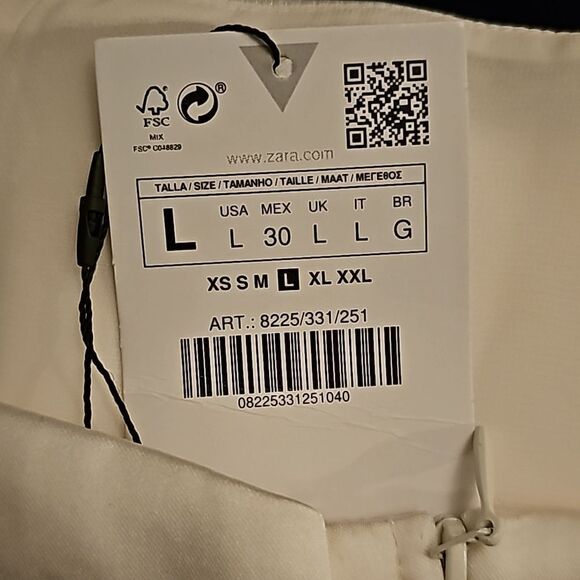 ®
FSC
MIX
FSC® C048829
www.zara.com
TALLA / SIZE / TAMANHO / TAILLE / MAAT / ΜΕΓΕΘΟΣ
L USA MEX UK IT BR
L 30 L L G
XS S M L XL XXL
ART.: 8225/331/251
08225331251040